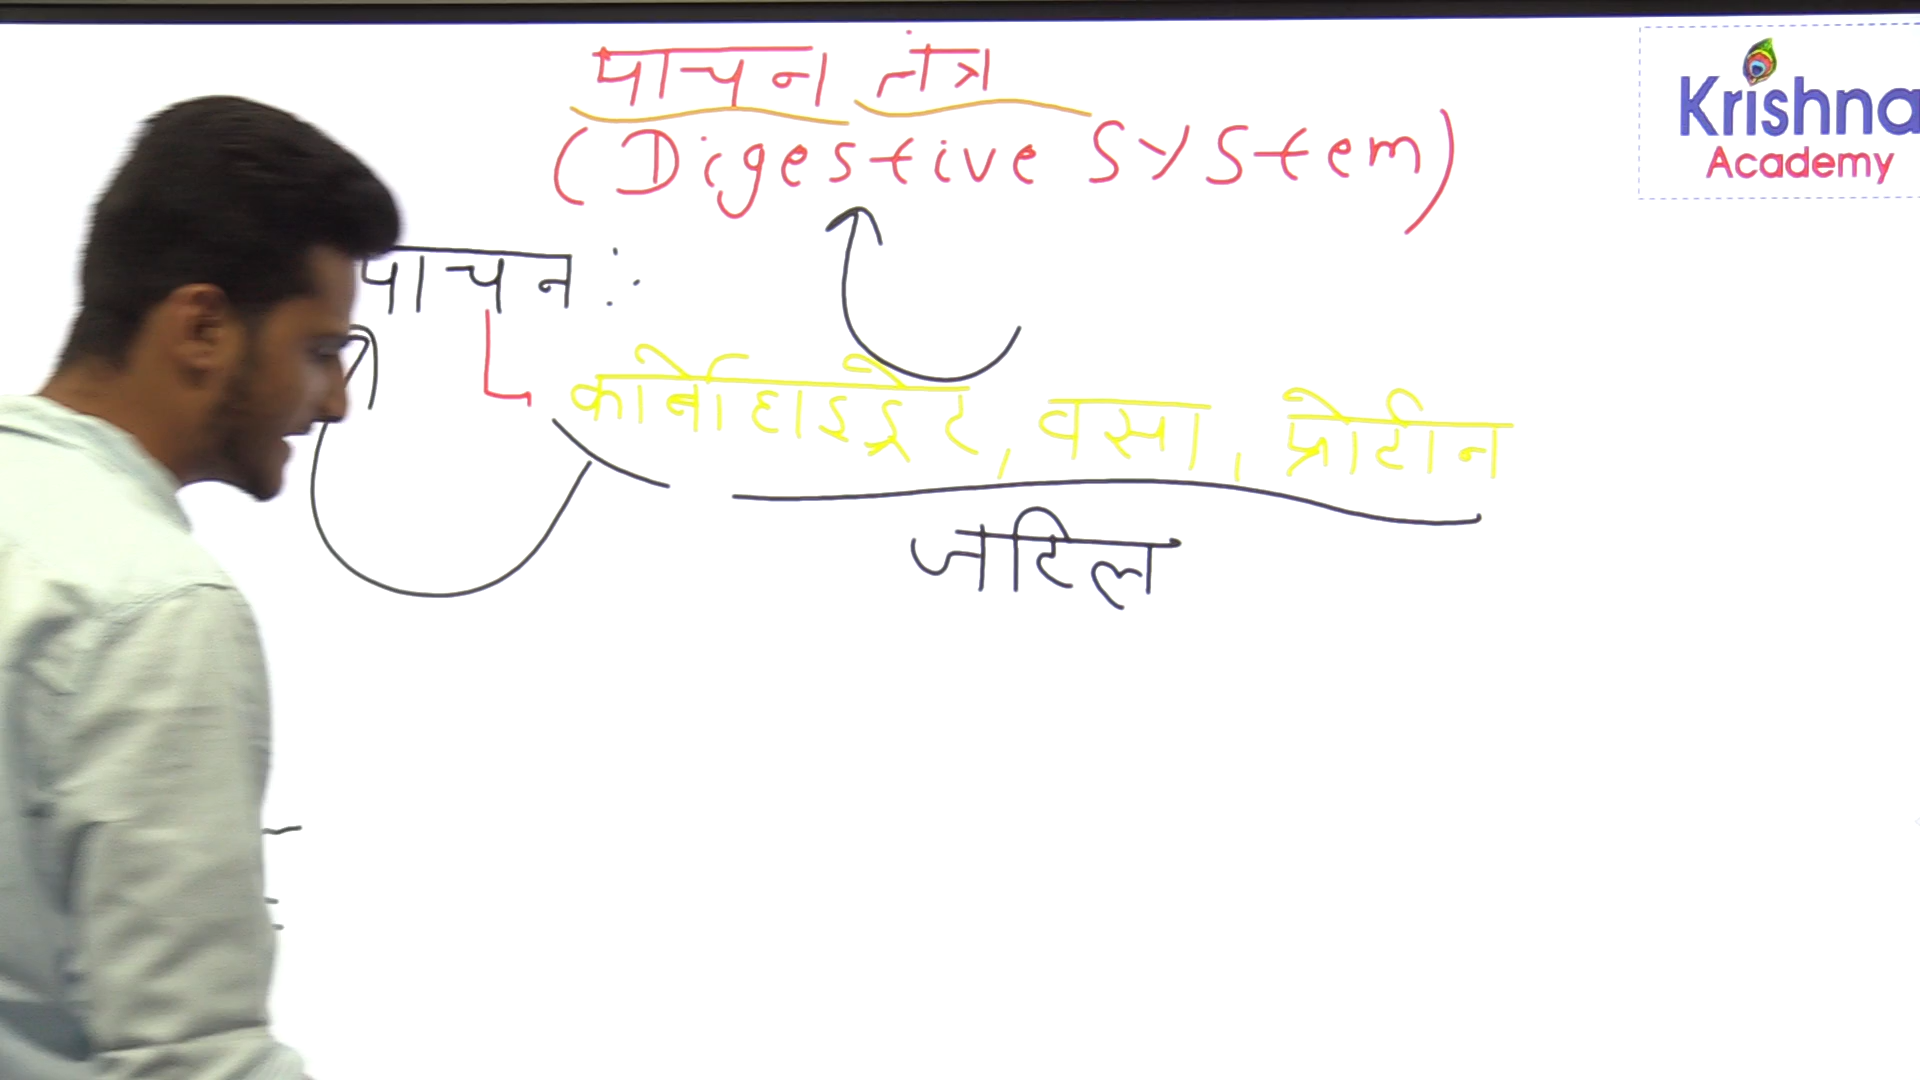 पाचन तंत्र
Krishna
Academy
(Digestive System)
पाचन :-
कार्बोहाइड्रेट, वसा, प्रोटीन
जटिल